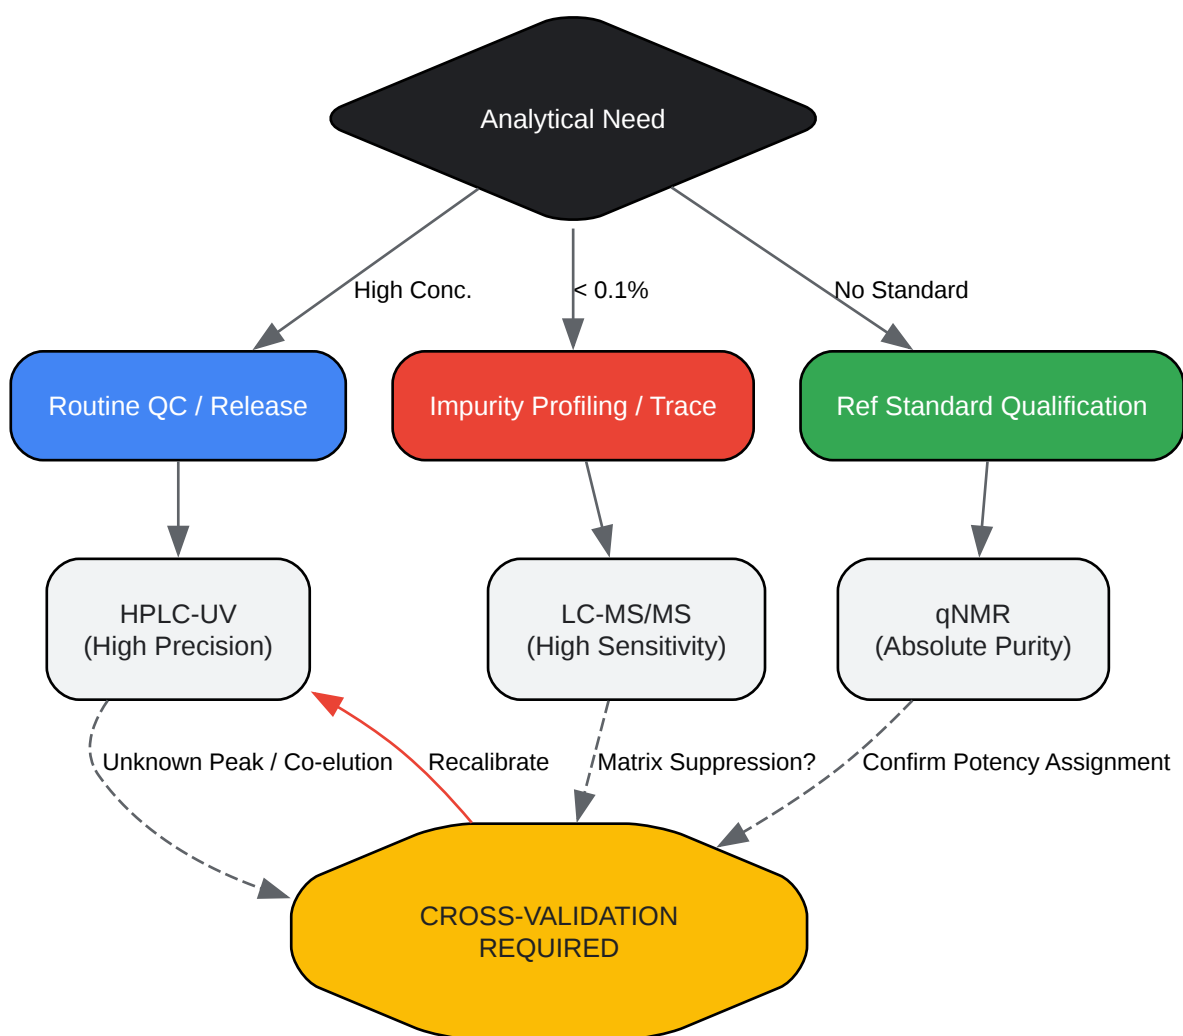 Analytical Need
High Conc.
< 0.1%
No Standard
Routine QC / Release
Impurity Profiling / Trace
Ref Standard Qualification
HPLC-UV
(High Precision)
LC-MS/MS
(High Sensitivity)
qNMR
(Absolute Purity)
Unknown Peak / Co-elution
Recalibrate
Matrix Suppression?
Confirm Potency Assignment
CROSS-VALIDATION
REQUIRED